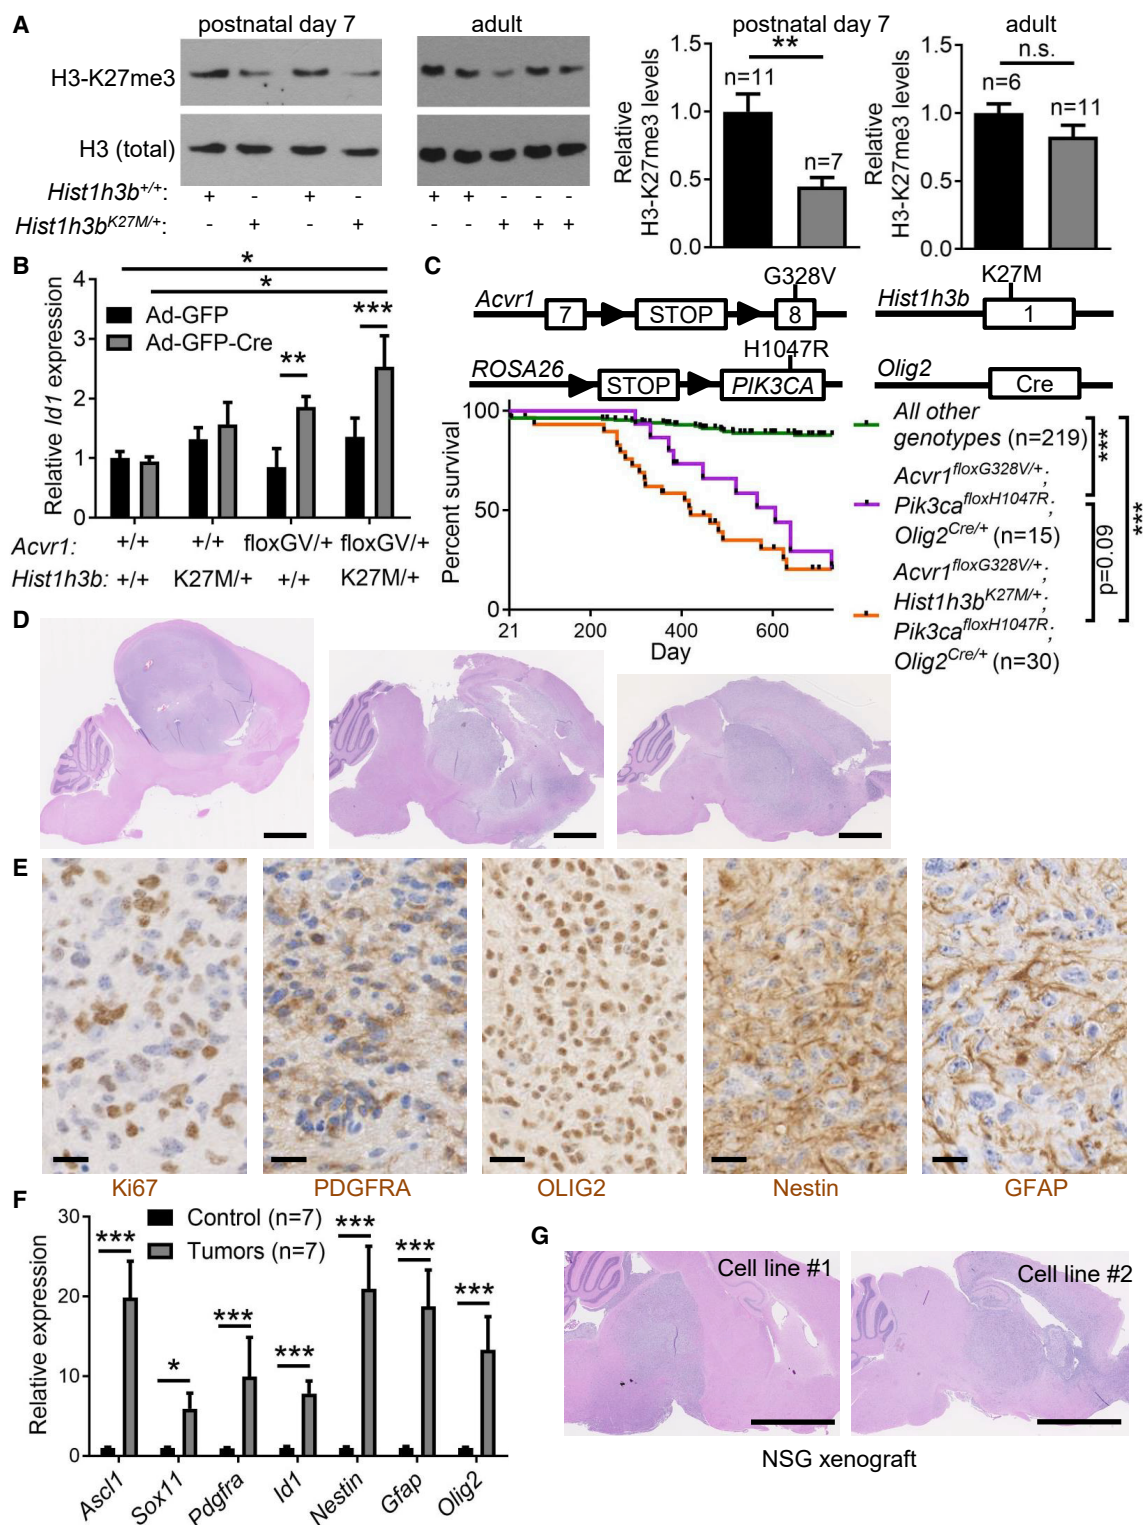 A
postnatal day 7
adult
H3-K27me3
H3 (total)
Hist1h3b+/+: + - + - + + - - -
Hist1h3bK27M/+: - + - + - - + + +
postnatal day 7
Relative H3-K27me3 levels
1.5
1.0
0.5
0.0
**
n=11
n=7
adult
Relative H3-K27me3 levels
1.5
1.0
0.5
0.0
n.s.
n=6
n=11
B
Relative Id1 expression
4
3
2
1
0
*
*
**
***
Ad-GFP
Ad-GFP-Cre
Acvr1: +/+ +/+ floxGV/+ floxGV/+
Hist1h3b: +/+ K27M/+ +/+ K27M/+
C
Acvr1 7 STOP 8 G328V
Hist1h3b 1 K27M
ROSA26 STOP PIK3CA H1047R
Olig2 Cre
Percent survival
100
50
0
21 200 400 600
Day
All other
genotypes (n=219)
Acvr1floxG328V/+;
Pik3cafloxH1047R;
Olig2Cre/+ (n=15)
Acvr1floxG328V/+;
Hist1h3bK27M/+;
Pik3cafloxH1047R;
Olig2Cre/+ (n=30)
***
p=0.09
***
D
E
Ki67
PDGFRA
OLIG2
Nestin
GFAP
F
Relative expression
30
20
10
0
Control (n=7)
Tumors (n=7)
*** * *** *** *** *** ***
Ascl1 Sox11 Pdgfra Id1 Nestin Gfap Olig2
G
Cell line #1
Cell line #2
NSG xenograft